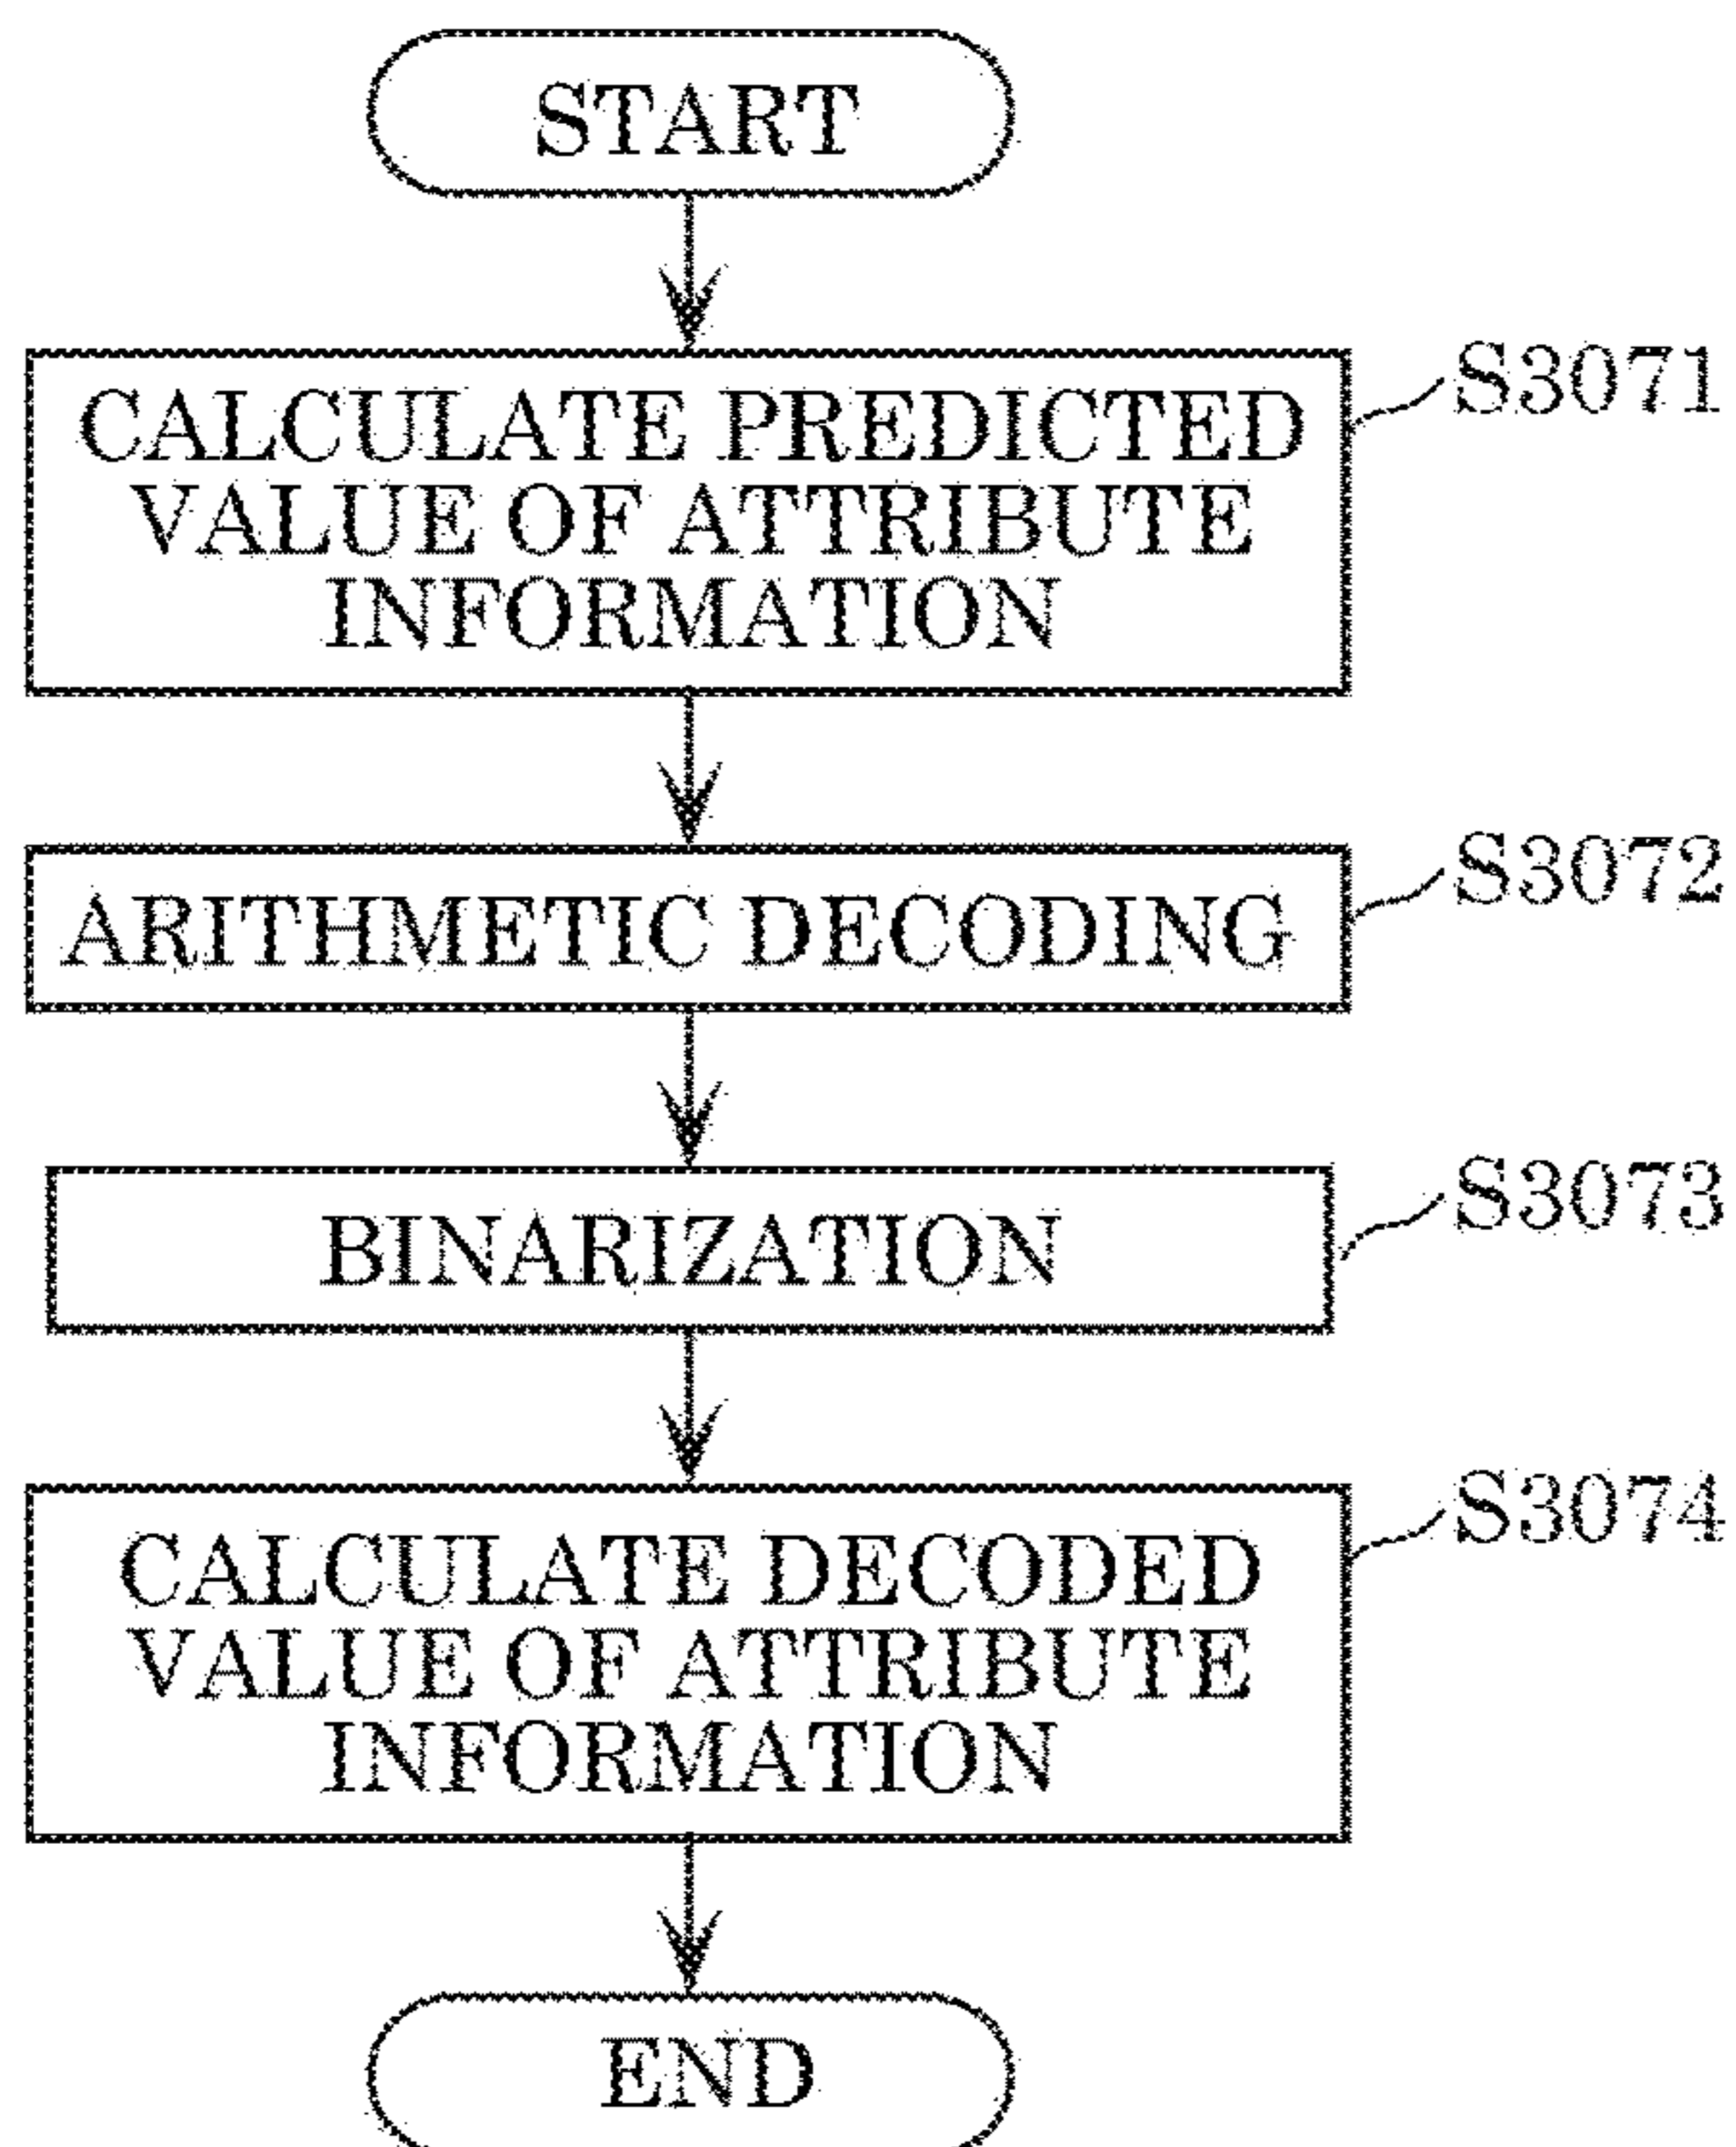 START
CALCULATE PREDICTED
VALUE OF ATTRIBUTE
INFORMATION
S3071
ARITHMETIC DECODING
S3072
BINARIZATION
S3073
CALCULATE DECODED
VALUE OF ATTRIBUTE
INFORMATION
S3074
END